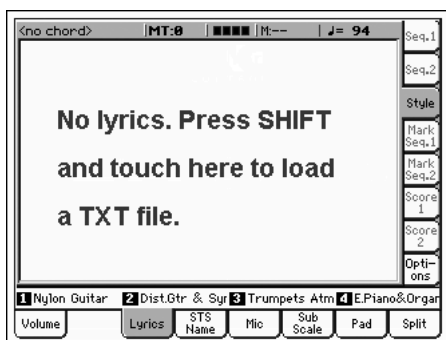 <no chord> MT:0 M:-- ♩= 94
No lyrics. Press SHIFT
and touch here to load
a TXT file.
Seq.1
Seq.2
Style
Mark
Seq.1
Mark
Seq.2
Score
1
Score
2
Opti-
ons
1 Nylon Guitar 2 Dist.Gtr & Syr 3 Trumpets Atm 4 E.Piano&Organ
Volume Lyrics STS Name Mic Sub Scale Pad Split